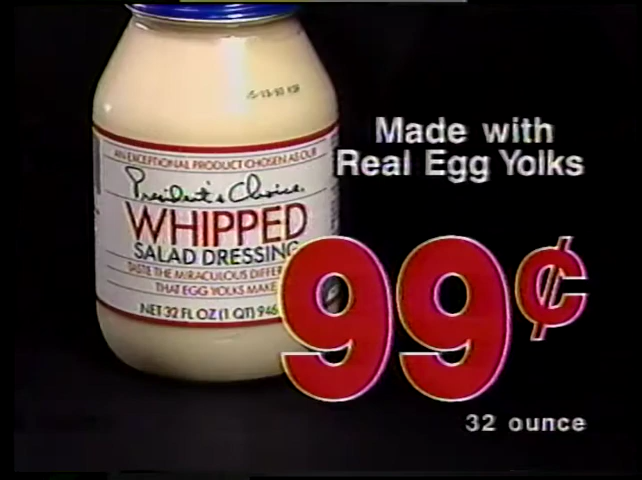 AN EXCEPTIONAL PRODUCT CHOSEN AS OUR
President's Choice
WHIPPED
SALAD DRESSING
TASTE THE MIRACULOUS
THAT EGG YOLKS MAKE
NET 32 FL OZ (1 QT) 946
Made with
Real Egg Yolks
99¢
32 ounce